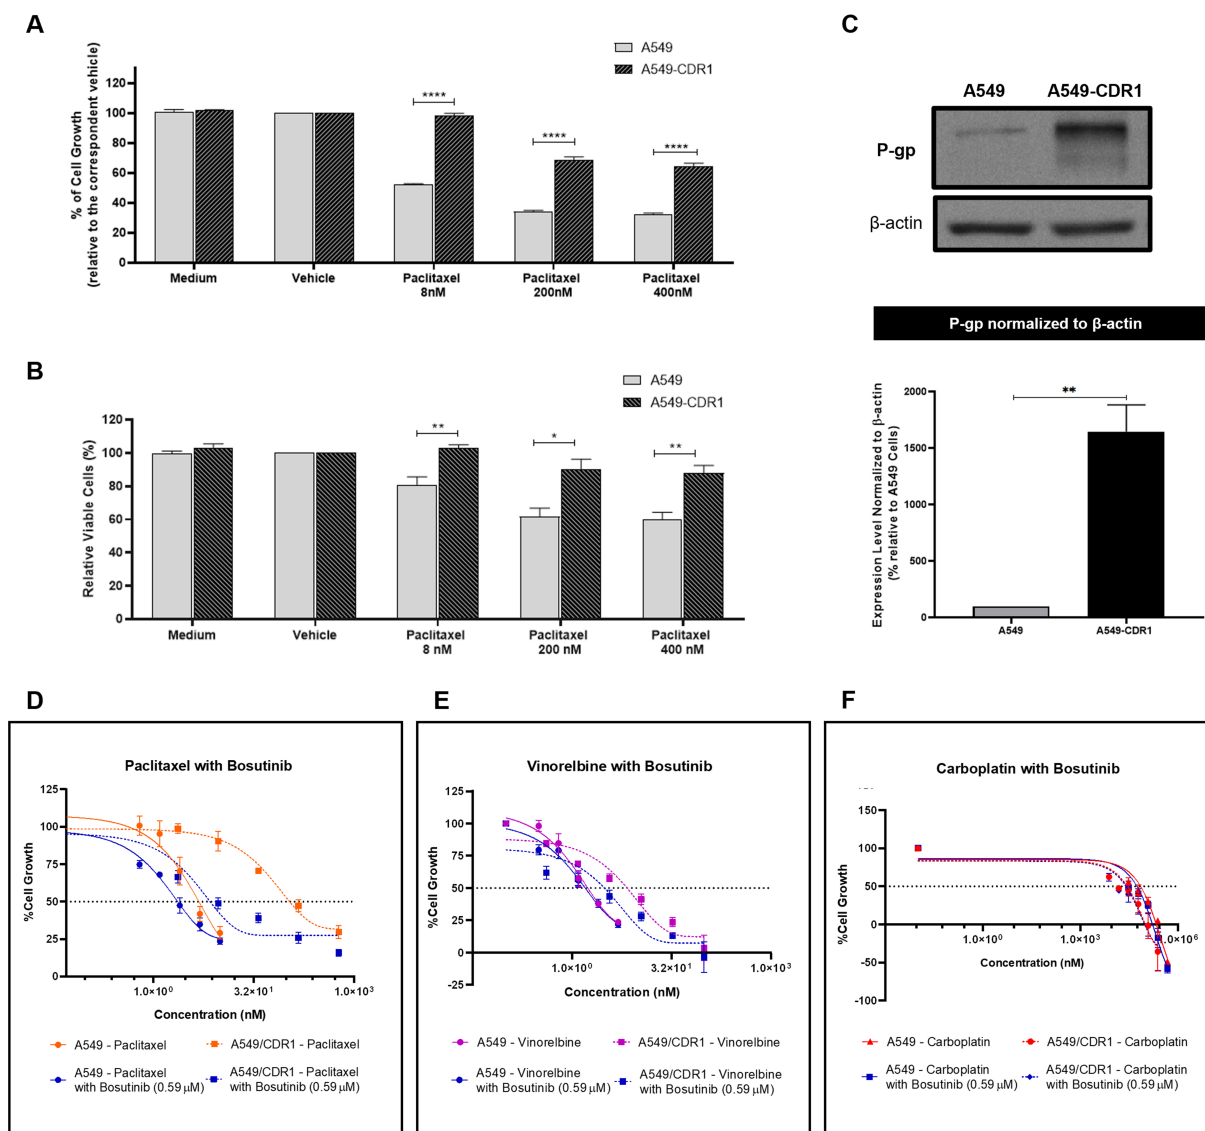 A
% of Cell Growth
(relative to the correspondent vehicle)
120
100
80
60
40
20
0
A549
A549-CDR1
****
****
****
Medium
Vehicle
Paclitaxel
8nM
Paclitaxel
200nM
Paclitaxel
400nM
B
Relative Viable Cells (%)
120
100
80
60
40
20
0
A549
A549-CDR1
**
*
**
Medium
Vehicle
Paclitaxel
8 nM
Paclitaxel
200 nM
Paclitaxel
400 nM
C
A549
A549-CDR1
P-gp
β-actin
P-gp normalized to β-actin
Expression Level Normalized to β-actin
(% relative to A549 Cells)
2000
1500
1000
500
0
**
A549
A549-CDR1
D
Paclitaxel with Bosutinib
%Cell Growth
125
100
75
50
25
0
1.0×10⁰
3.2×10¹
1.0×10³
Concentration (nM)
A549 - Paclitaxel
A549/CDR1 - Paclitaxel
A549 - Paclitaxel
with Bosutinib (0.59 μM)
A549/CDR1 - Paclitaxel
with Bosutinib (0.59 μM)
E
Vinorelbine with Bosutinib
%Cell Growth
125
100
75
50
25
0
-25
1.0×10⁰
3.2×10¹
1.0×10³
Concentration (nM)
A549 - Vinorelbine
A549/CDR1 - Vinorelbine
A549 - Vinorelbine
with Bosutinib (0.59 μM)
A549/CDR1 - Vinorelbine
with Bosutinib (0.59 μM)
F
Carboplatin with Bosutinib
%Cell Growth
150
100
50
0
-50
-100
1.0×10⁰
1.0×10³
1.0×10⁶
Concentration (nM)
A549 - Carboplatin
A549/CDR1 - Carboplatin
A549 - Carboplatin
with Bosutinib (0.59 μM)
A549/CDR1 - Carboplatin
with Bosutinib (0.59 μM)